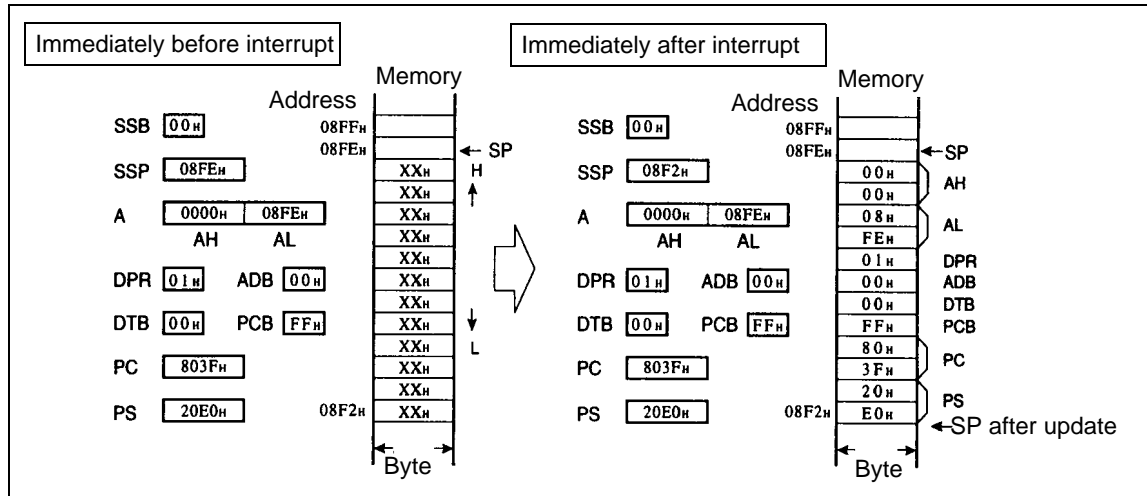 Immediately before interrupt
Memory
Address
SSB 00H 08FFH
08FEH SP
SSP 08FEH XXH H
XXH
A 0000H 08FEH XXH
AH AL XXH
XXH
DPR 01H ADB 00H XXH
XXH
DTB 00H PCB FFH XXH
XXH L
PC 803FH XXH
XXH
PS 20E0H 08F2H XXH
Byte
Immediately after interrupt
Memory
Address
SSB 00H 08FFH
08FEH SP
SSP 08F2H 00H AH
00H
A 0000H 08FEH 08H AL
AH AL FEH
01H DPR
DPR 01H ADB 00H 00H ADB
00H DTB
DTB 00H PCB FFH FFH PCB
80H PC
PC 803FH 3FH
20H PS
PS 20E0H 08F2H E0H
SP after update
Byte